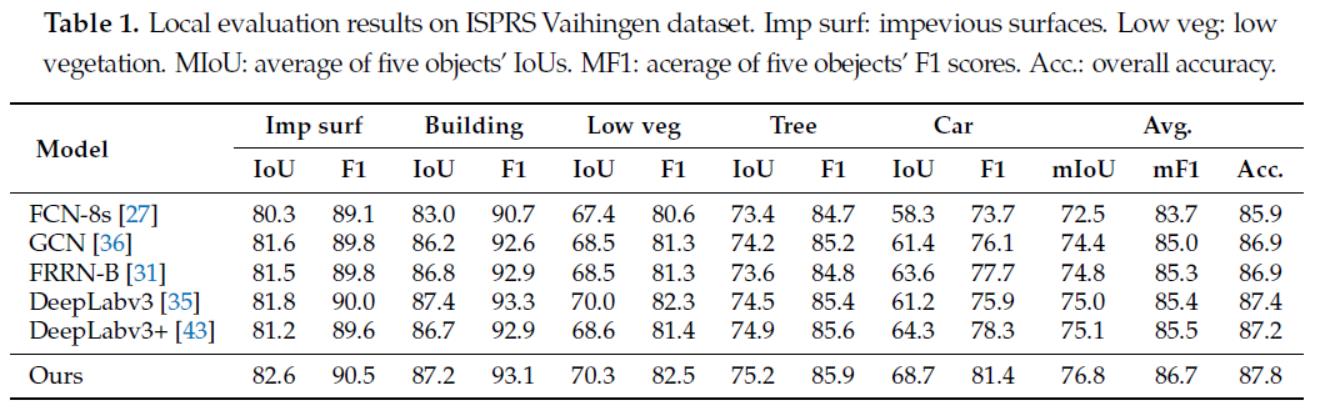 Table 1. Local evaluation results on ISPRS Vaihingen dataset. Imp surf: impevious surfaces. Low veg: low
vegetation. MIoU: average of five objects' IoUs. MF1: acerage of five obejects' F1 scores. Acc.: overall accuracy.
Model Imp surf Building Low veg Tree Car Avg.
IoU F1 IoU F1 IoU F1 IoU F1 IoU F1 mIoU mF1 Acc.
FCN-8s [27] 80.3 89.1 83.0 90.7 67.4 80.6 73.4 84.7 58.3 73.7 72.5 83.7 85.9
GCN [36] 81.6 89.8 86.2 92.6 68.5 81.3 74.2 85.2 61.4 76.1 74.4 85.0 86.9
FRRN-B [31] 81.5 89.8 86.8 92.9 68.5 81.3 73.6 84.8 63.6 77.7 74.8 85.3 86.9
DeepLabv3 [35] 81.8 90.0 87.4 93.3 70.0 82.3 74.5 85.4 61.2 75.9 75.0 85.4 87.4
DeepLabv3+ [43] 81.2 89.6 86.7 92.9 68.6 81.4 74.9 85.6 64.3 78.3 75.1 85.5 87.2
Ours 82.6 90.5 87.2 93.1 70.3 82.5 75.2 85.9 68.7 81.4 76.8 86.7 87.8